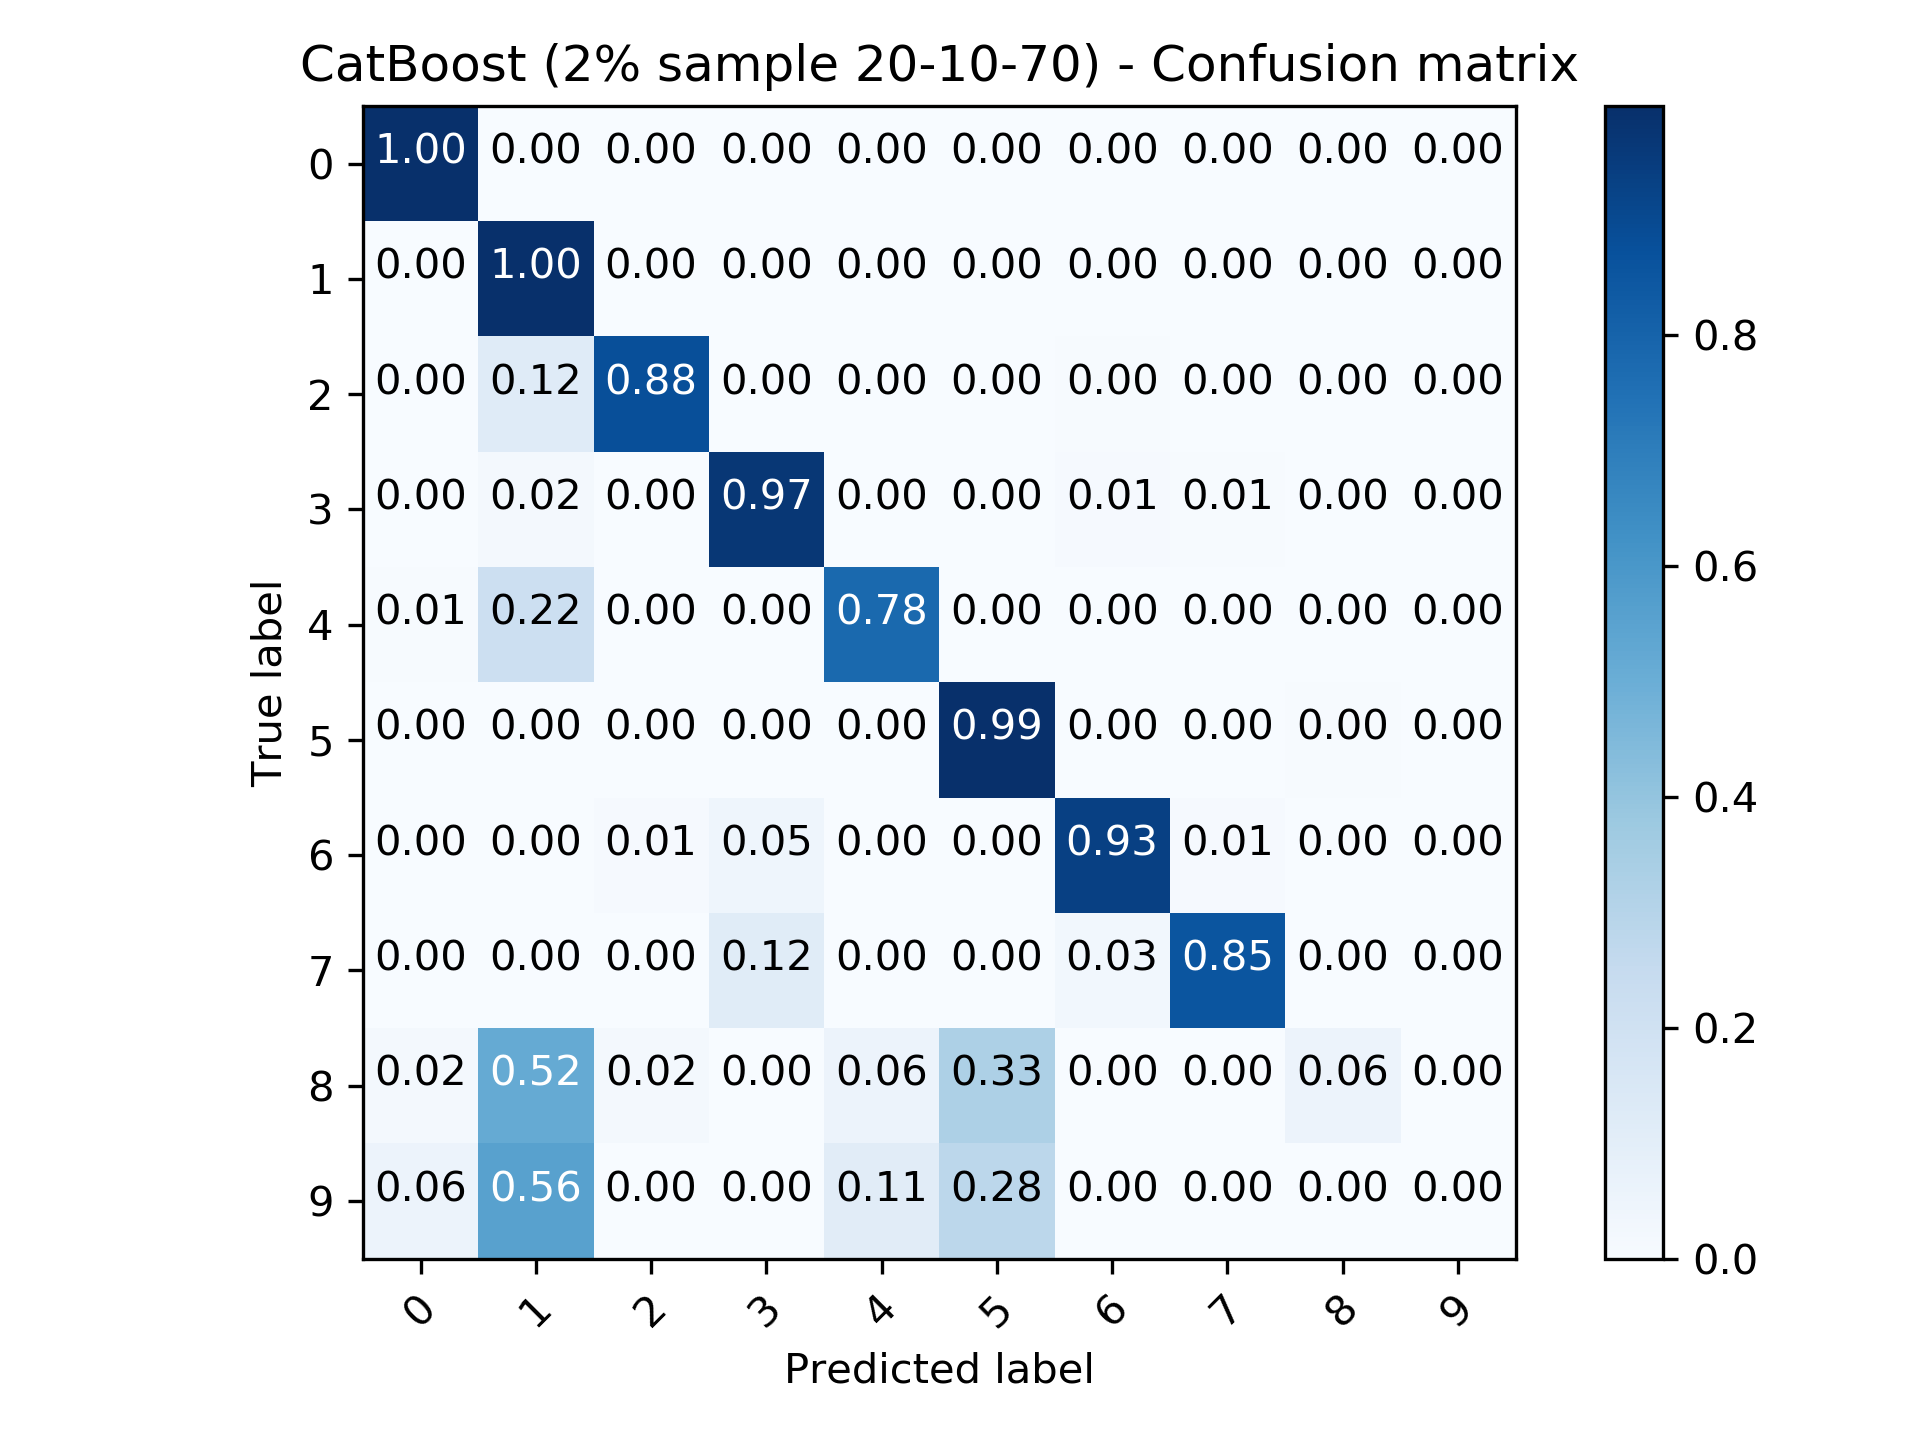 CatBoost (2% sample 20-10-70) - Confusion matrix
0 1.00 0.00 0.00 0.00 0.00 0.00 0.00 0.00 0.00 0.00
1 0.00 1.00 0.00 0.00 0.00 0.00 0.00 0.00 0.00 0.00
2 0.00 0.12 0.88 0.00 0.00 0.00 0.00 0.00 0.00 0.00
3 0.00 0.02 0.00 0.97 0.00 0.00 0.01 0.01 0.00 0.00
4 0.01 0.22 0.00 0.00 0.78 0.00 0.00 0.00 0.00 0.00
5 0.00 0.00 0.00 0.00 0.00 0.99 0.00 0.00 0.00 0.00
6 0.00 0.00 0.01 0.05 0.00 0.00 0.93 0.01 0.00 0.00
7 0.00 0.00 0.00 0.12 0.00 0.00 0.03 0.85 0.00 0.00
8 0.02 0.52 0.02 0.00 0.06 0.33 0.00 0.00 0.06 0.00
9 0.06 0.56 0.00 0.00 0.11 0.28 0.00 0.00 0.00 0.00
0 1 2 3 4 5 6 7 8 9
Predicted label
True label
0.8
0.6
0.4
0.2
0.0